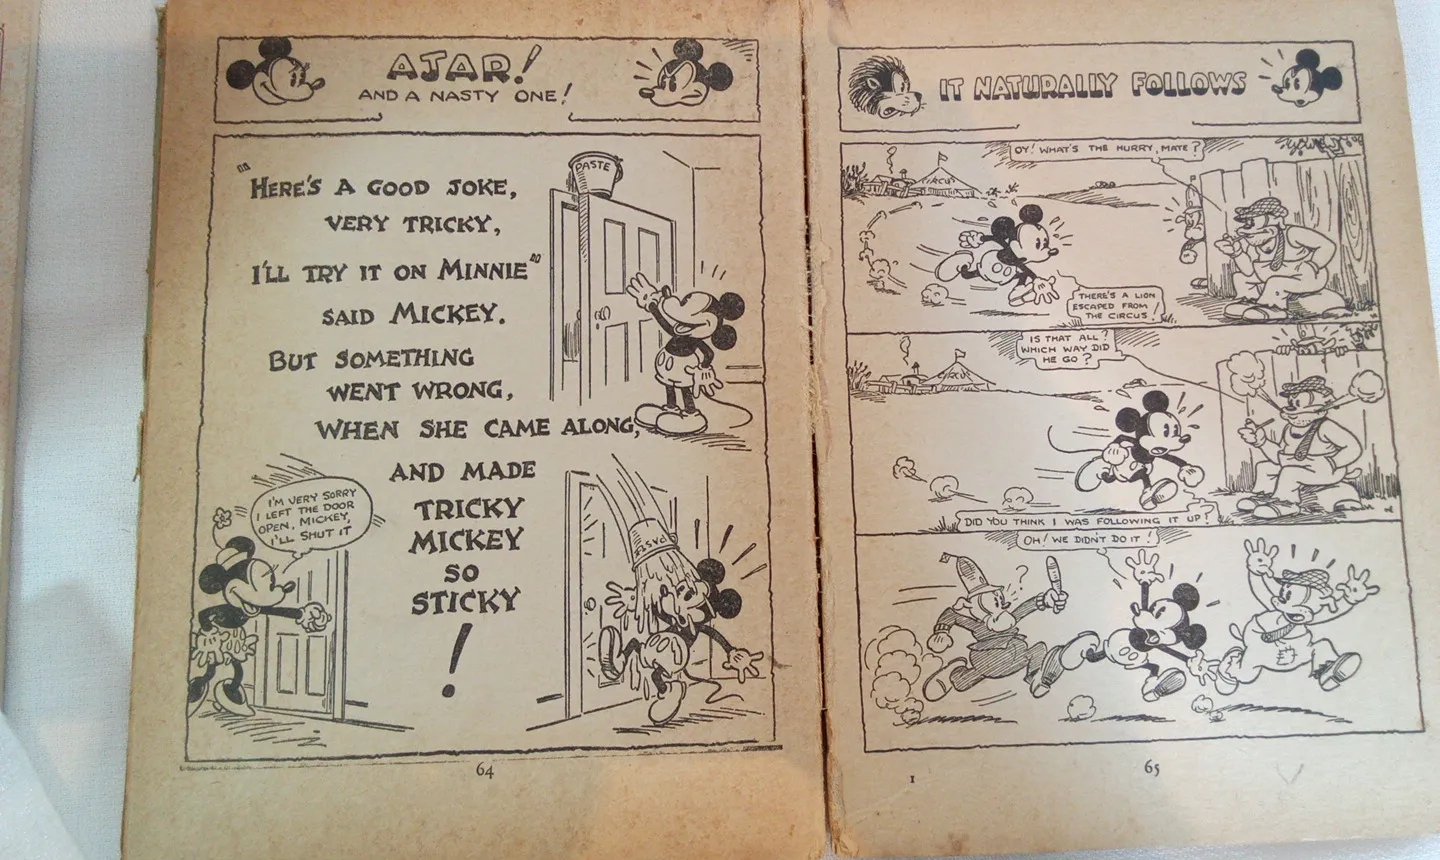 AJAR!
AND A NASTY ONE!
"HERE'S A GOOD JOKE,
VERY TRICKY,
I'LL TRY IT ON MINNIE"
SAID MICKEY.
BUT SOMETHING
WENT WRONG,
WHEN SHE CAME ALONG,
AND MADE
TRICKY
MICKEY
SO
STICKY
!
PASTE
I'M VERY SORRY
I LEFT THE DOOR
OPEN, MICKEY,
I'LL SHUT IT
PASTE
64
IT NATURALLY FOLLOWS
OY! WHAT'S THE HURRY, MATE?
CIRCUS
THERE'S A LION
ESCAPED FROM
THE CIRCUS!
IS THAT ALL?
WHICH WAY DID
HE GO?
CIRCUS
DID YOU THINK I WAS FOLLOWING IT UP?
OH! WE DIDN'T DO IT!
65
I